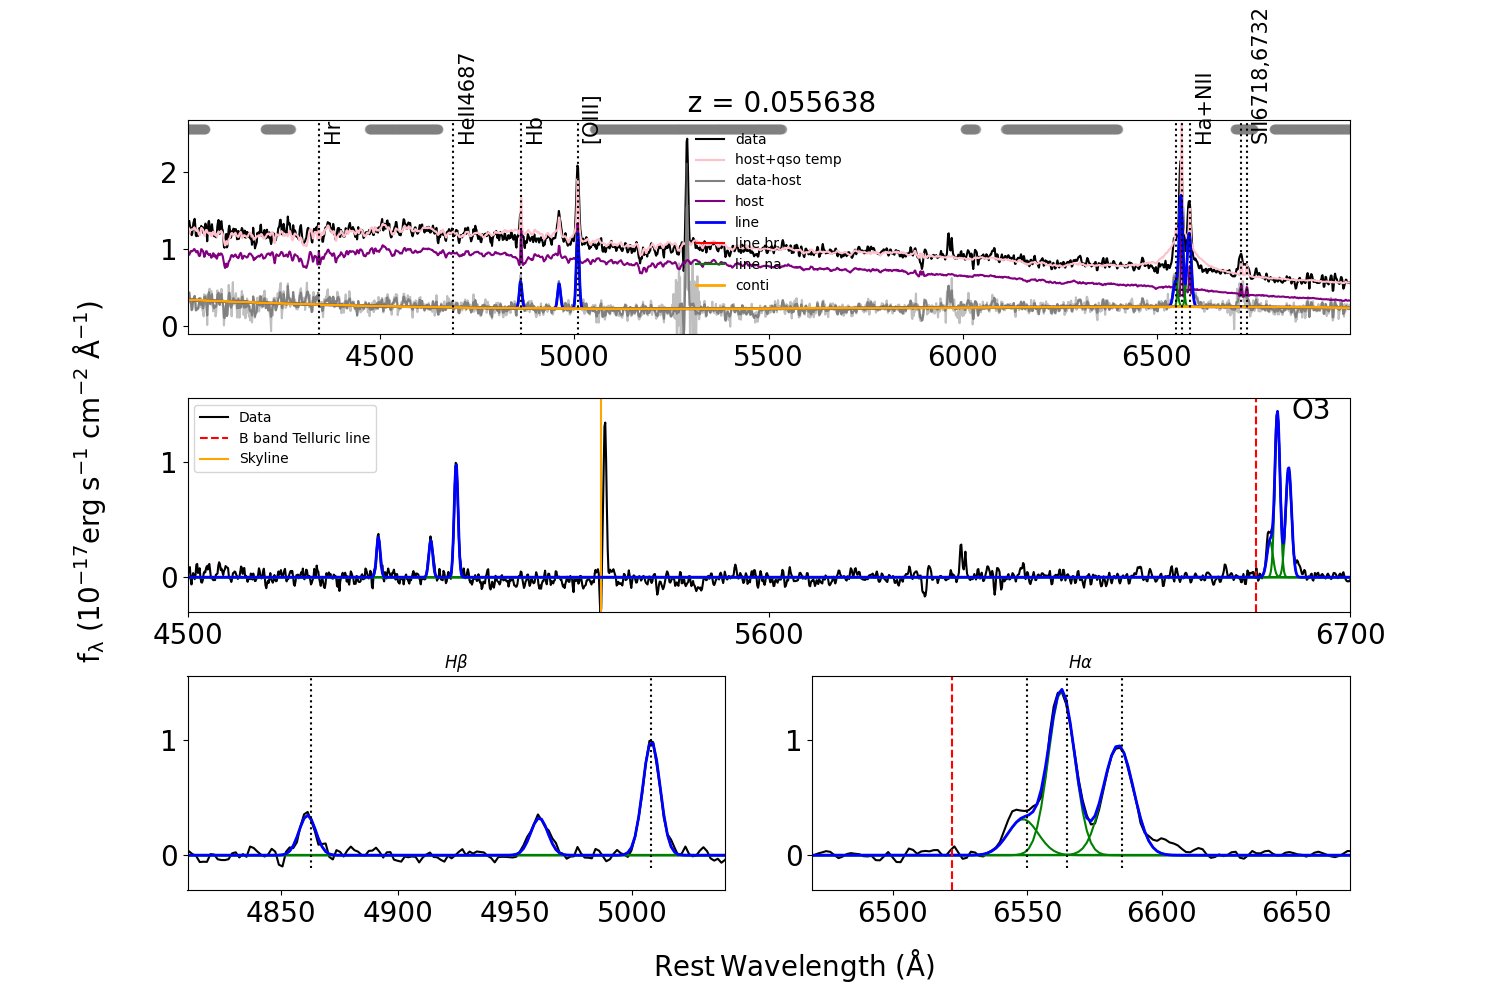 z = 0.055638
Hr
HeII4687
Hb
[OIII]
Ha+NII
SII6718,6732
data
host+qso temp
data-host
host
line
line br
line na
conti
2
1
0
4500
5000
5500
6000
6500
fλ (10⁻¹⁷erg s⁻¹ cm⁻² Å⁻¹)
Data
B band Telluric line
Skyline
O3
1
0
4500
5600
6700
Hβ
1
0
4850
4900
4950
5000
Hα
1
0
6500
6550
6600
6650
Rest Wavelength (Å)